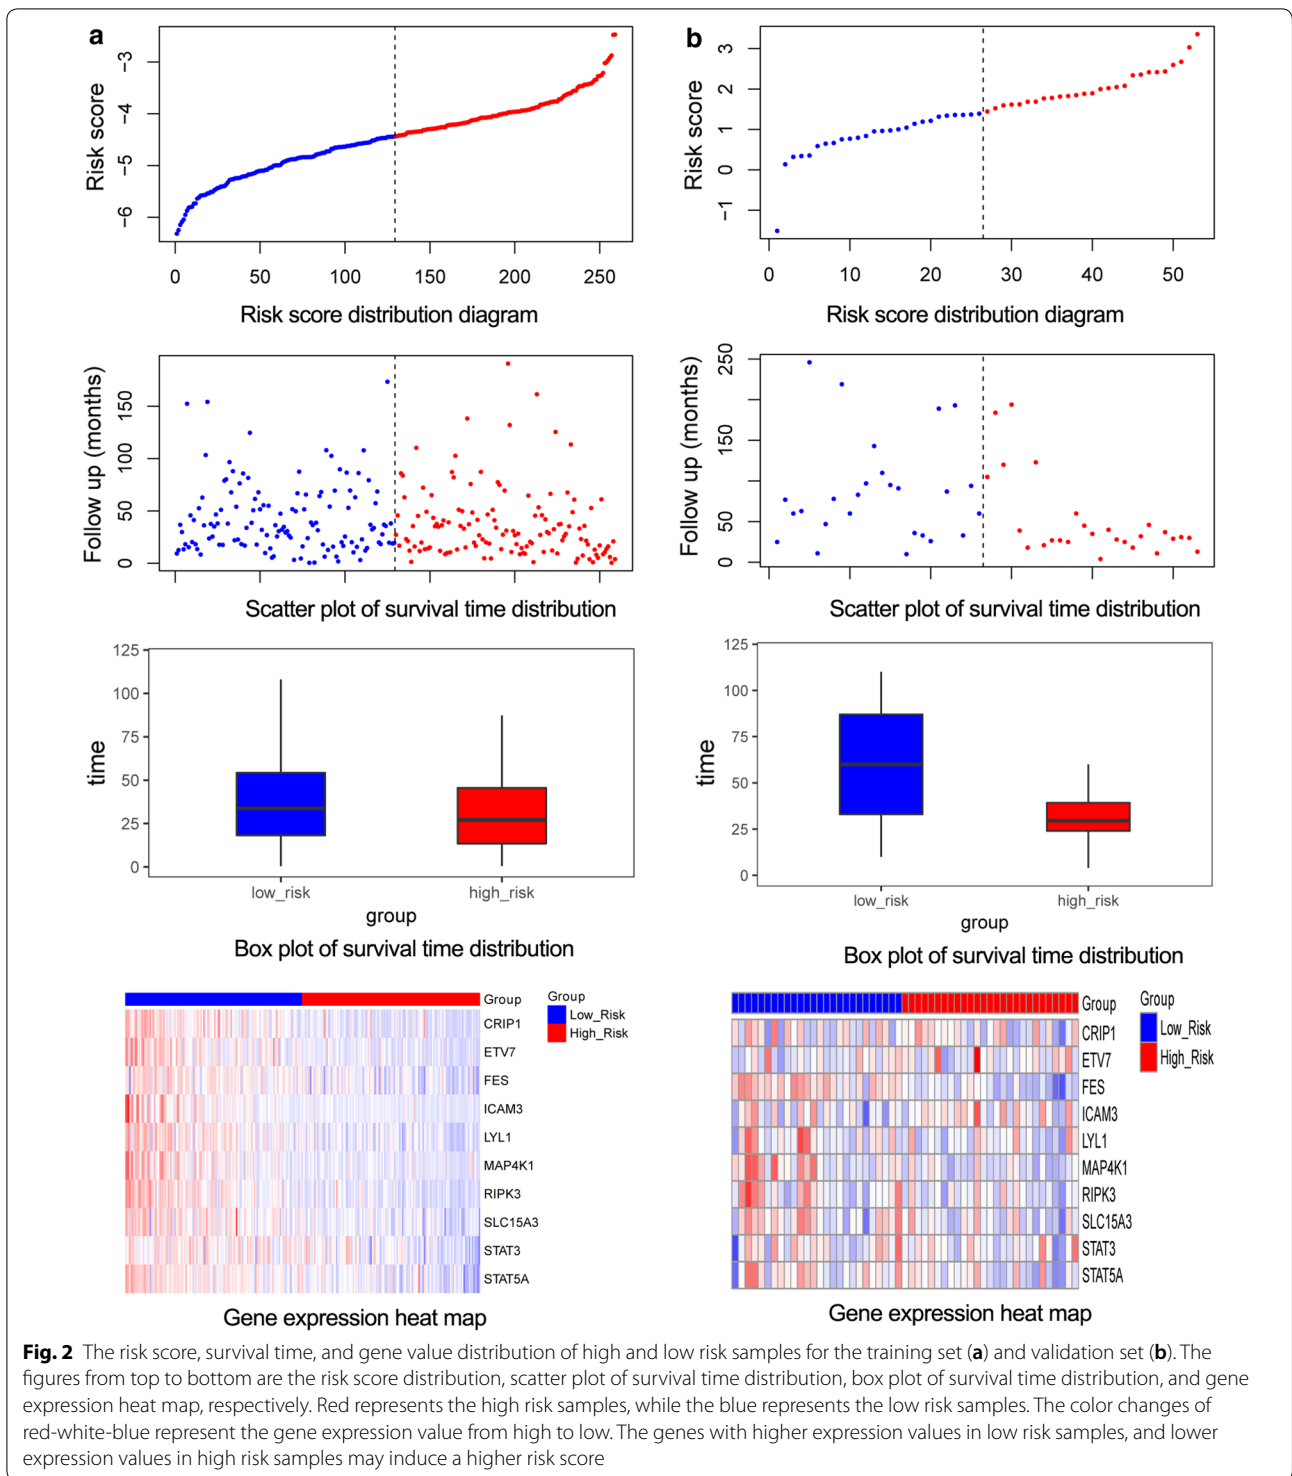 a
Risk score
−3
−4
−5
−6
0 50 100 150 200 250
Risk score distribution diagram
b
Risk score
3
2
1
0
−1
0 10 20 30 40 50
Risk score distribution diagram
Follow up (months)
150
100
50
0
Scatter plot of survival time distribution
Follow up (months)
250
150
50
0
Scatter plot of survival time distribution
time
125
100
75
50
25
0
low_risk high_risk
group
Box plot of survival time distribution
time
125
100
75
50
25
0
low_risk high_risk
group
Box plot of survival time distribution
Group
CRIP1
ETV7
FES
ICAM3
LYL1
MAP4K1
RIPK3
SLC15A3
STAT3
STAT5A
Group
Low_Risk
High_Risk
Gene expression heat map
Group
CRIP1
ETV7
FES
ICAM3
LYL1
MAP4K1
RIPK3
SLC15A3
STAT3
STAT5A
Group
Low_Risk
High_Risk
Gene expression heat map
Fig. 2 The risk score, survival time, and gene value distribution of high and low risk samples for the training set (a) and validation set (b). The
figures from top to bottom are the risk score distribution, scatter plot of survival time distribution, box plot of survival time distribution, and gene
expression heat map, respectively. Red represents the high risk samples, while the blue represents the low risk samples. The color changes of
red-white-blue represent the gene expression value from high to low. The genes with higher expression values in low risk samples, and lower
expression values in high risk samples may induce a higher risk score